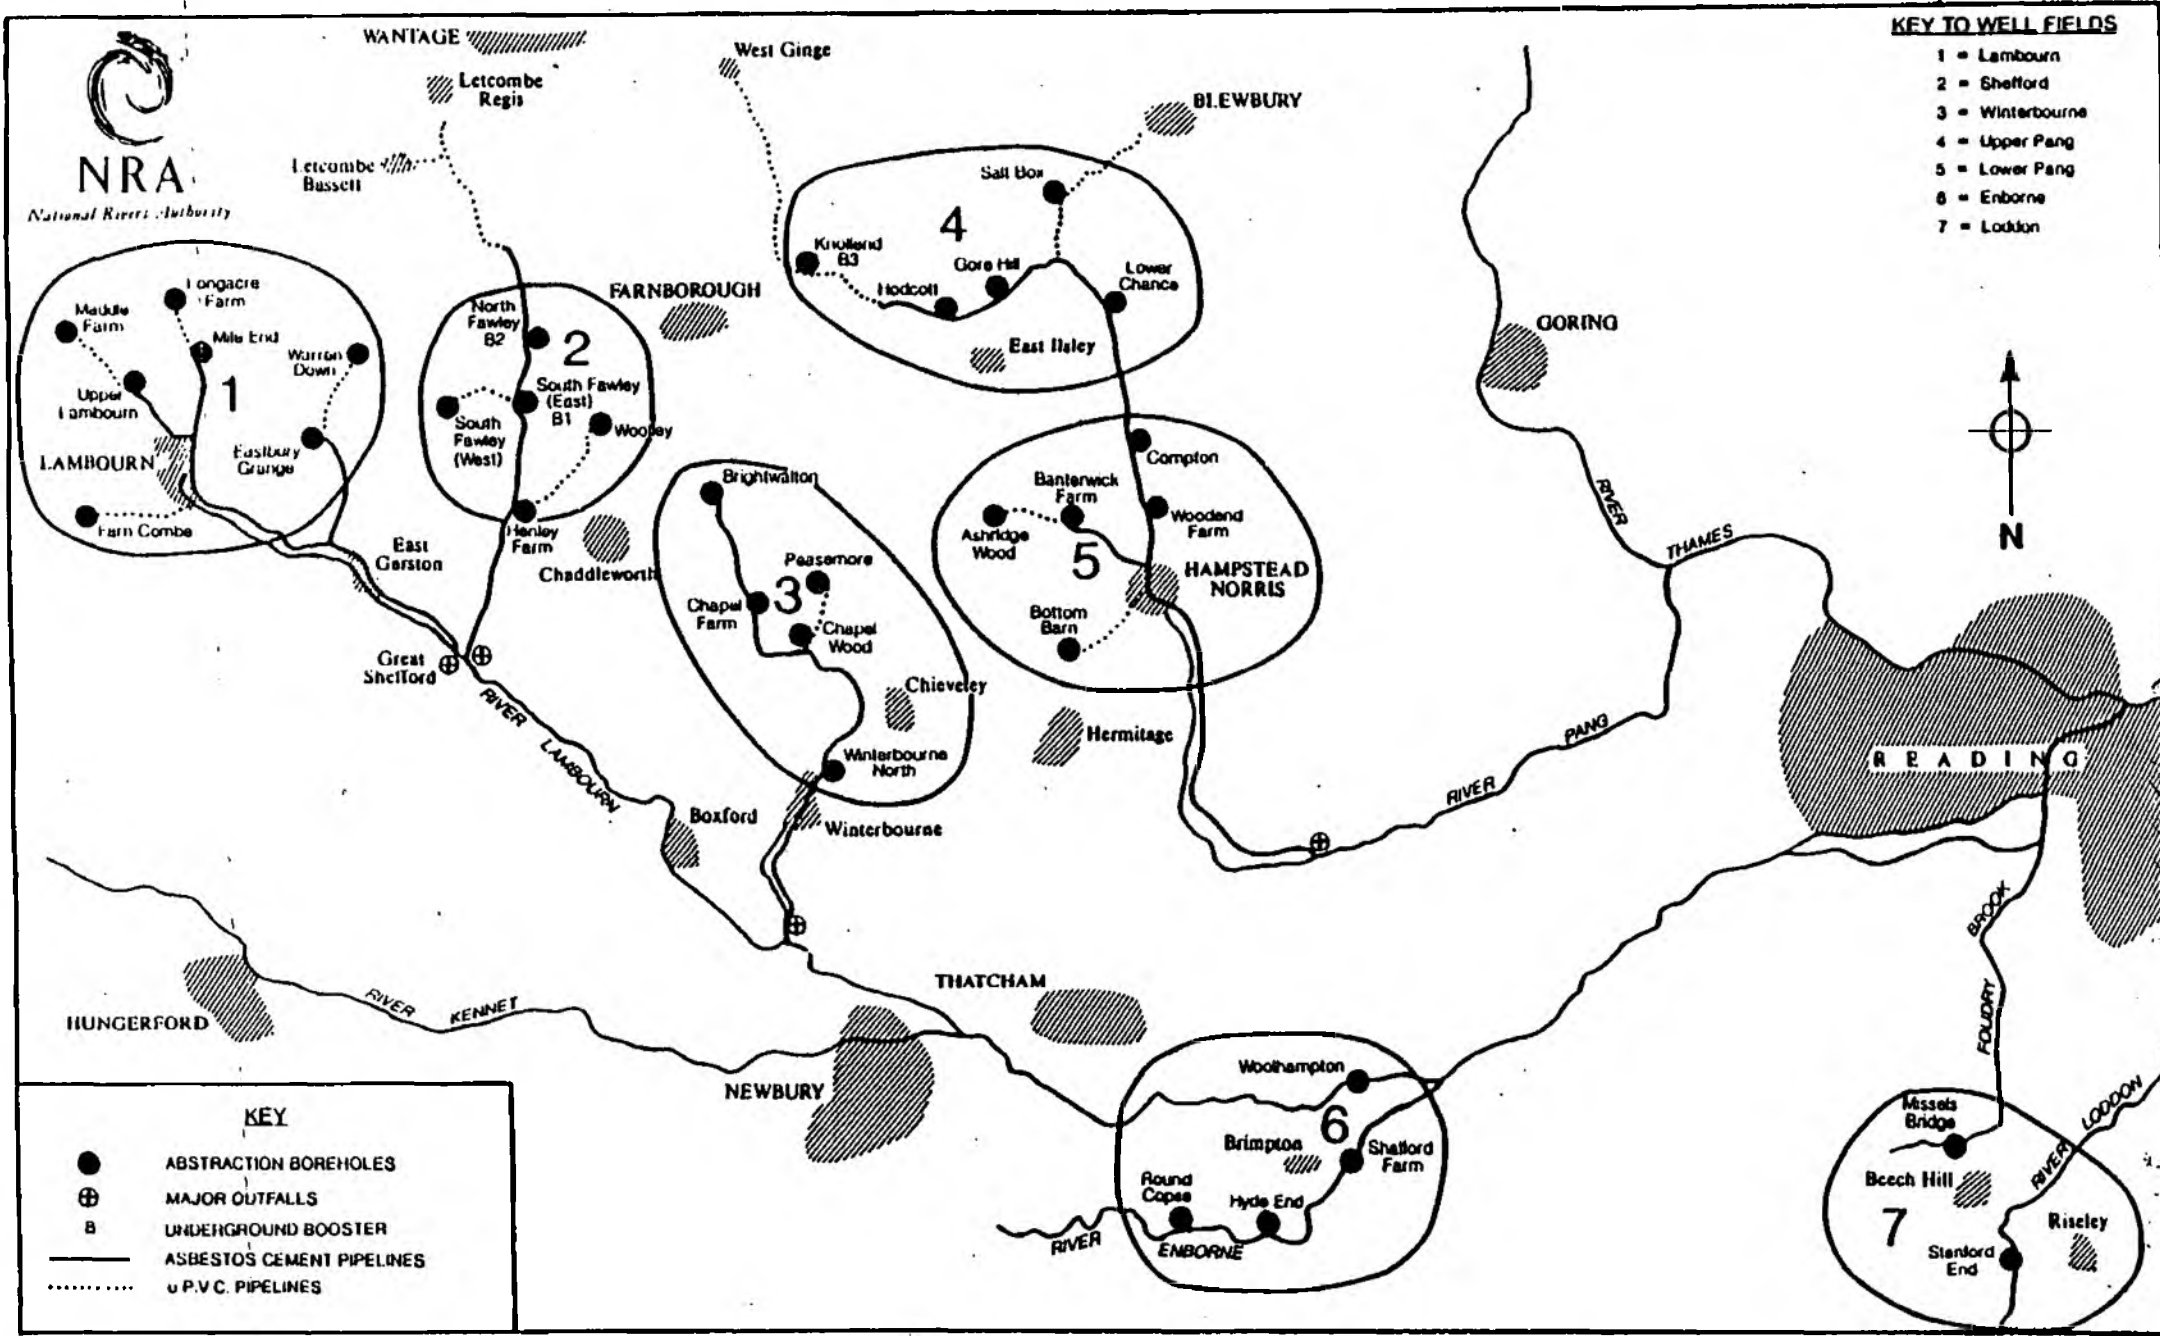 NRA
National Rivers Authority
KEY TO WELL FIELDS
1 = Lambourn
2 = Shefford
3 = Winterbourne
4 = Upper Pang
5 = Lower Pang
6 = Enborne
7 = Loddon
WANTAGE
Letcombe
Regis
Letcombe
Bassett
West Ginge
BLEWBURY
FARNBOROUGH
GORING
1
Maddle
Farm
Longacre
Farm
Mile End
Warren
Down
Upper
Lambourn
LAMBOURN
Eastbury
Grange
Farn Combe
East
Garston
Great
Shefford
2
North
Fawley
B2
South Fawley
(East)
B1
South
Fawley
(West)
Woolley
Henley
Farm
Chaddleworth
3
Brightwalton
Peasemore
Chapel
Farm
Chapel
Wood
Chieveley
Winterbourne
North
Winterbourne
Boxford
4
Salt Box
Knollend
B3
Gore Hill
Hodcott
Lower
Chance
East Ilsley
5
Compton
Banterwick
Farm
Ashridge
Wood
Woodend
Farm
HAMPSTEAD
NORRIS
Bottom
Barn
Hermitage
RIVER
THAMES
RIVER
PANG
READING
N
RIVER
LAMBOURN
HUNGERFORD
RIVER
KENNET
NEWBURY
THATCHAM
6
Woolhampton
Brimpton
Shalford
Farm
Round
Copse
Hyde End
RIVER
ENBORNE
FOUDRY
BROOK
7
Missels
Bridge
Beech Hill
RIVER
LODDON
Riseley
Stanford
End
KEY
ABSTRACTION BOREHOLES
MAJOR OUTFALLS
B
UNDERGROUND BOOSTER
ASBESTOS CEMENT PIPELINES
u P.V.C. PIPELINES